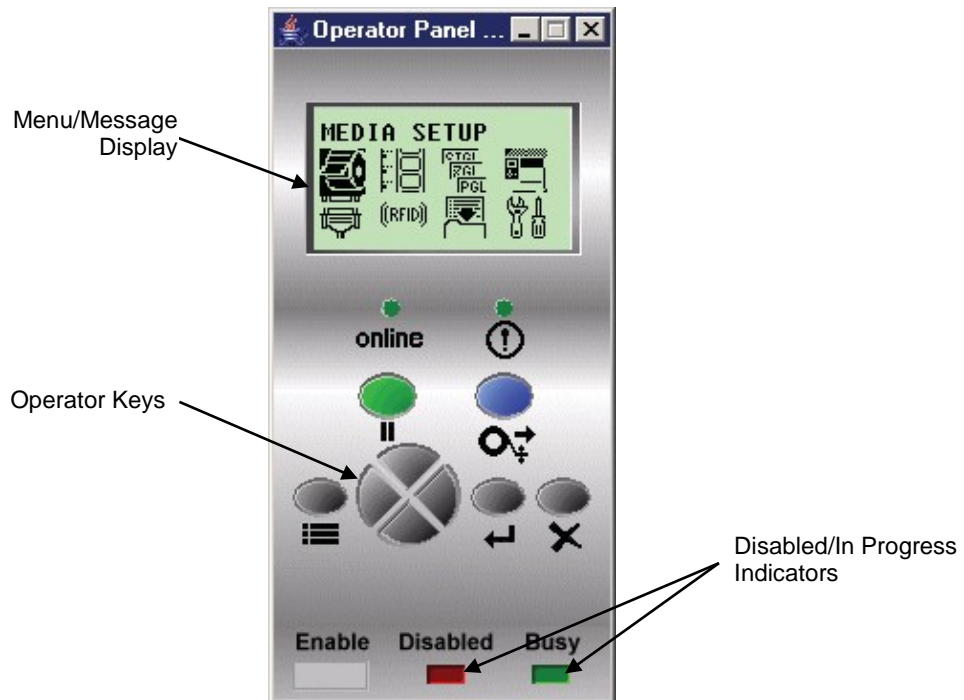 Operator Panel ...
Menu/Message
Display
MEDIA SETUP
CTGL
ZGL
PGL
((RFID))
online
Operator Keys
Disabled/In Progress
Indicators
Enable Disabled Busy